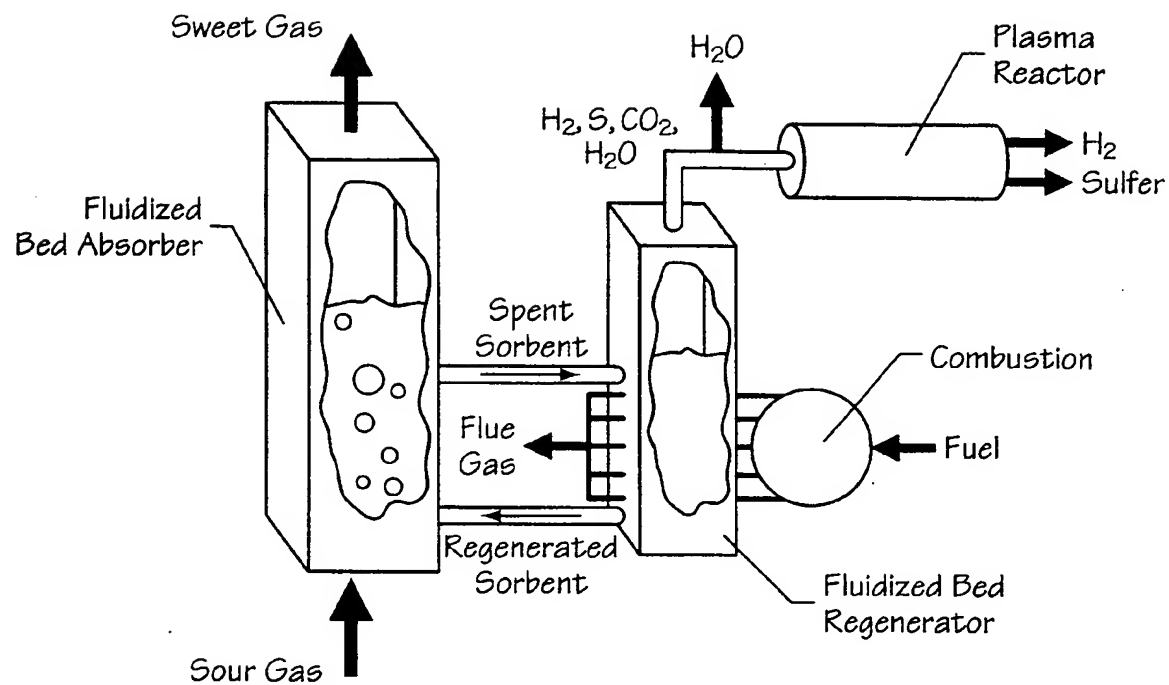 Sweet Gas
H2O
Plasma
Reactor
H2, S, CO2,
H2O
H2
Sulfer
Fluidized
Bed Absorber
Spent
Sorbent
Combustion
Flue
Gas
Fuel
Regenerated
Sorbent
Fluidized Bed
Regenerator
Sour Gas